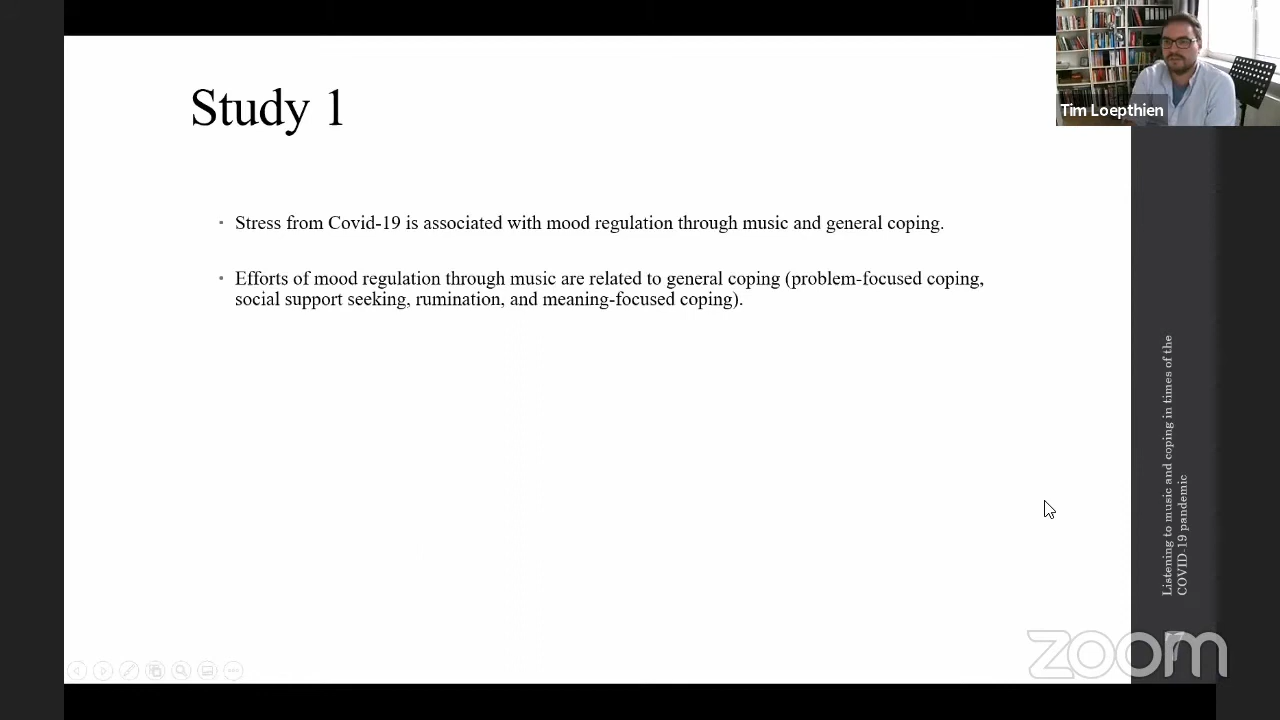 Study 1
Tim Loepthien
Stress from Covid-19 is associated with mood regulation through music and general coping.
Efforts of mood regulation through music are related to general coping (problem-focused coping,
social support seeking, rumination, and meaning-focused coping).
Listening to music and coping in times of the
COVID-19 pandemic
7
zoom